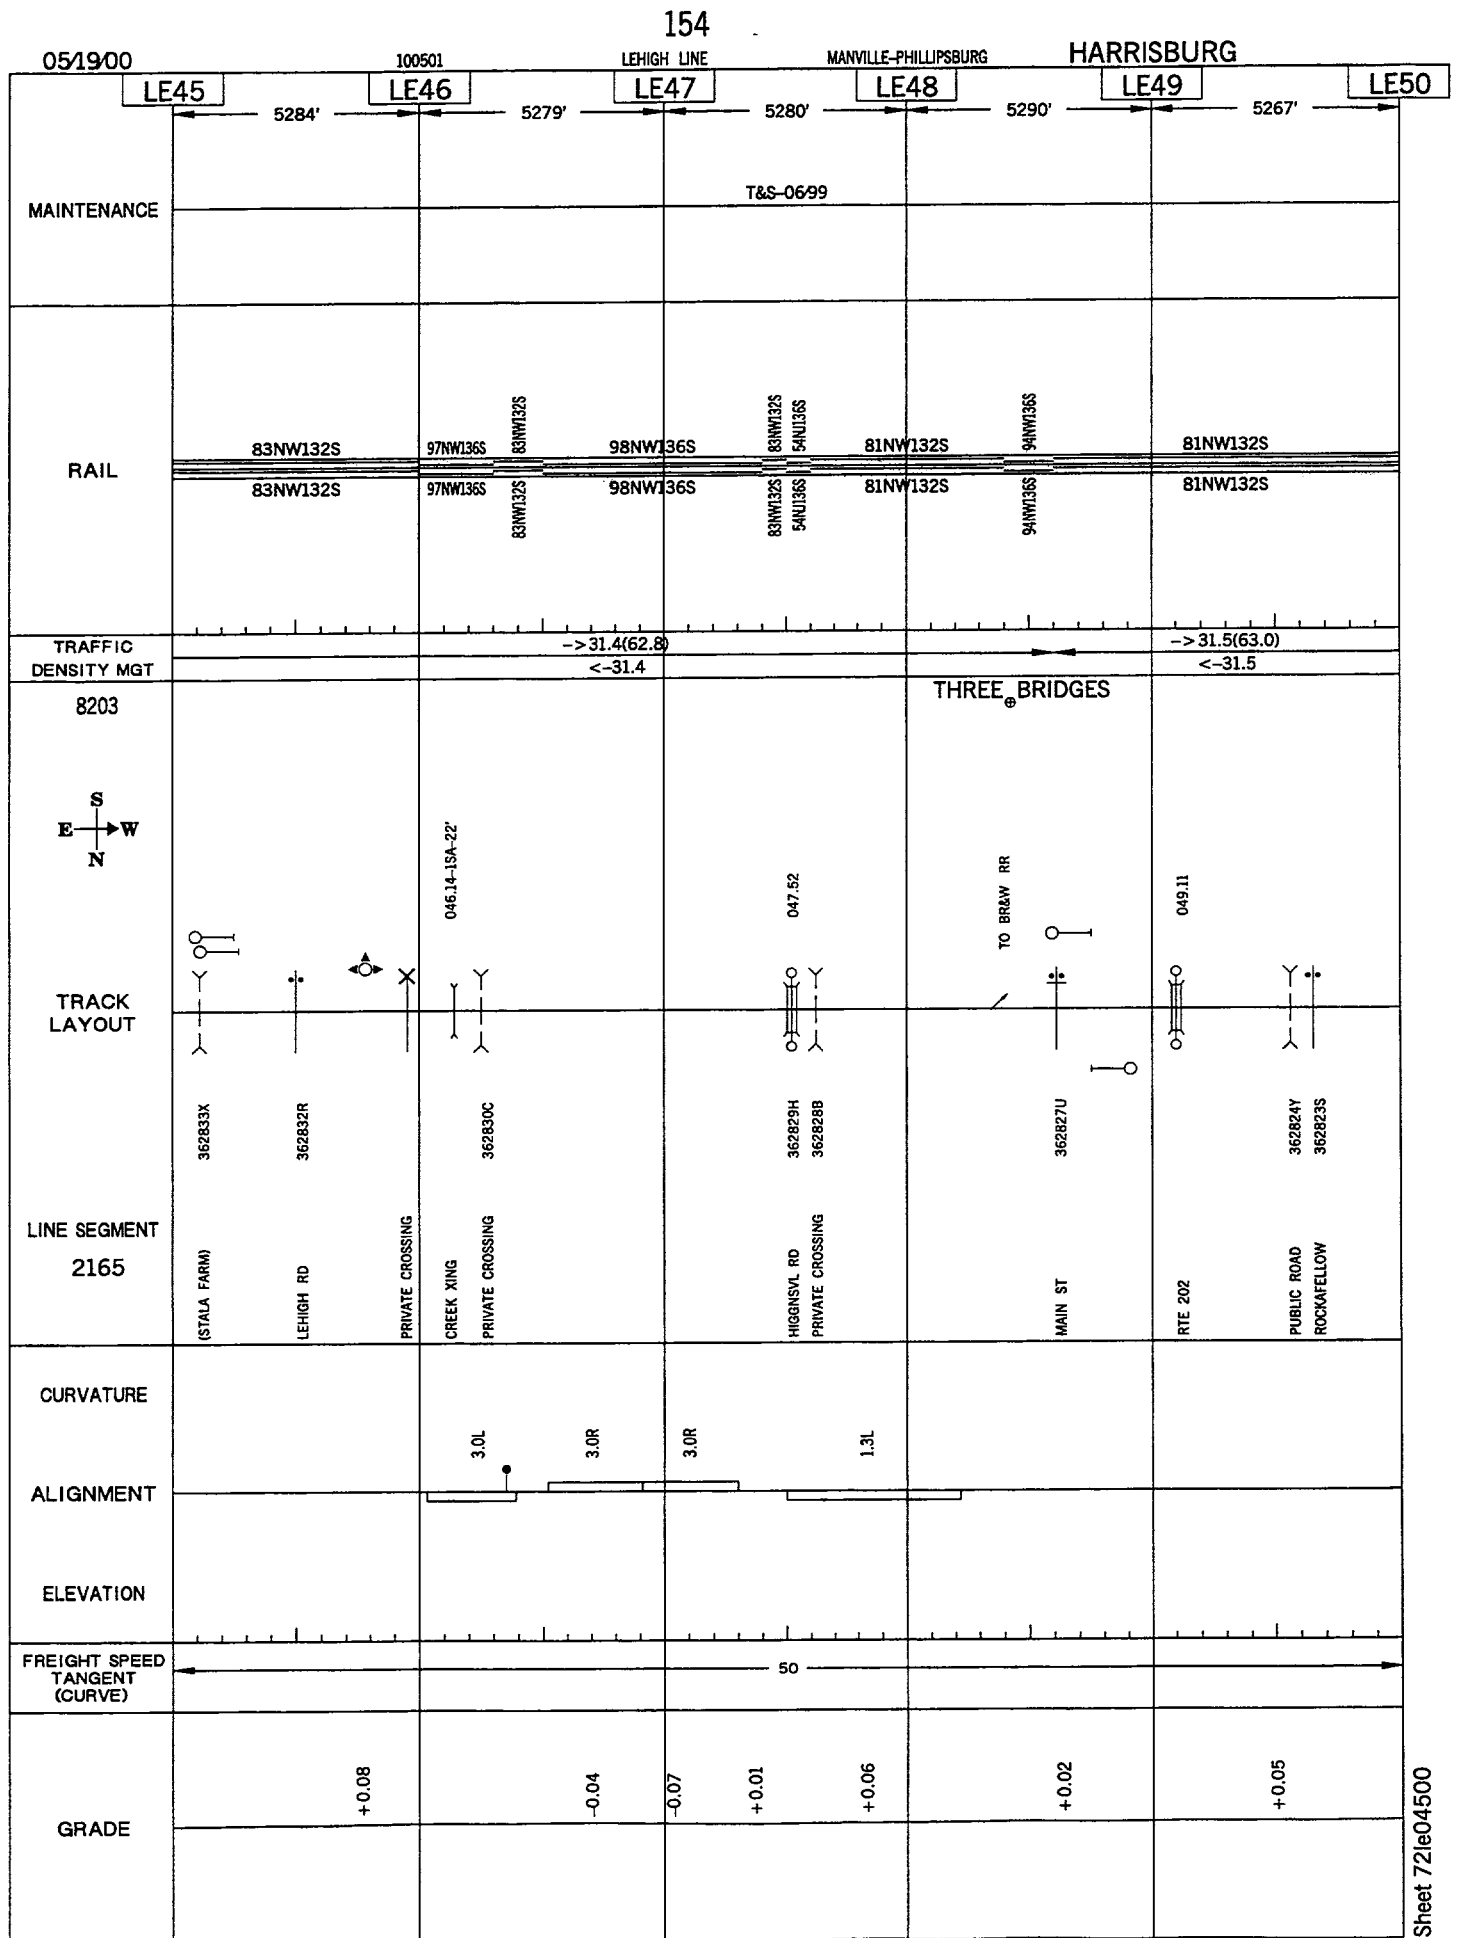 154
05/19/00 100501 LEHIGH LINE MANVILLE-PHILLIPSBURG HARRISBURG
LE45 LE46 LE47 LE48 LE49 LE50
5284' 5279' 5280' 5290' 5267'
T&S-06/99
MAINTENANCE
83NW132S 97NW136S 83NW132S 98NW136S 83NW132S 54NJ136S 81NW132S 94NW136S 81NW132S
RAIL
83NW132S 97NW136S 83NW132S 98NW136S 83NW132S 54NJ136S 81NW132S 94NW136S 81NW132S
TRAFFIC
DENSITY MGT
->31.4(62.8) ->31.5(63.0)
<-31.4 <-31.5
8203
THREE BRIDGES
S
E W
N
046.14-1SA-22' 047.52 TO BR&W RR 049.11
TRACK
LAYOUT
362833X 362832R 362830C 362829H 362828B 362827U 362824Y 362823S
LINE SEGMENT
2165
(STALA FARM) LEHIGH RD PRIVATE CROSSING CREEK XING PRIVATE CROSSING HIGGNSVL RD PRIVATE CROSSING MAIN ST RTE 202 PUBLIC ROAD ROCKAFELLOW
CURVATURE
3.0L 3.0R 3.0R 1.3L
ALIGNMENT
ELEVATION
FREIGHT SPEED
TANGENT
(CURVE)
50
+0.08 -0.04 -0.07 +0.01 +0.06 +0.02 +0.05
GRADE
Sheet 72le04500